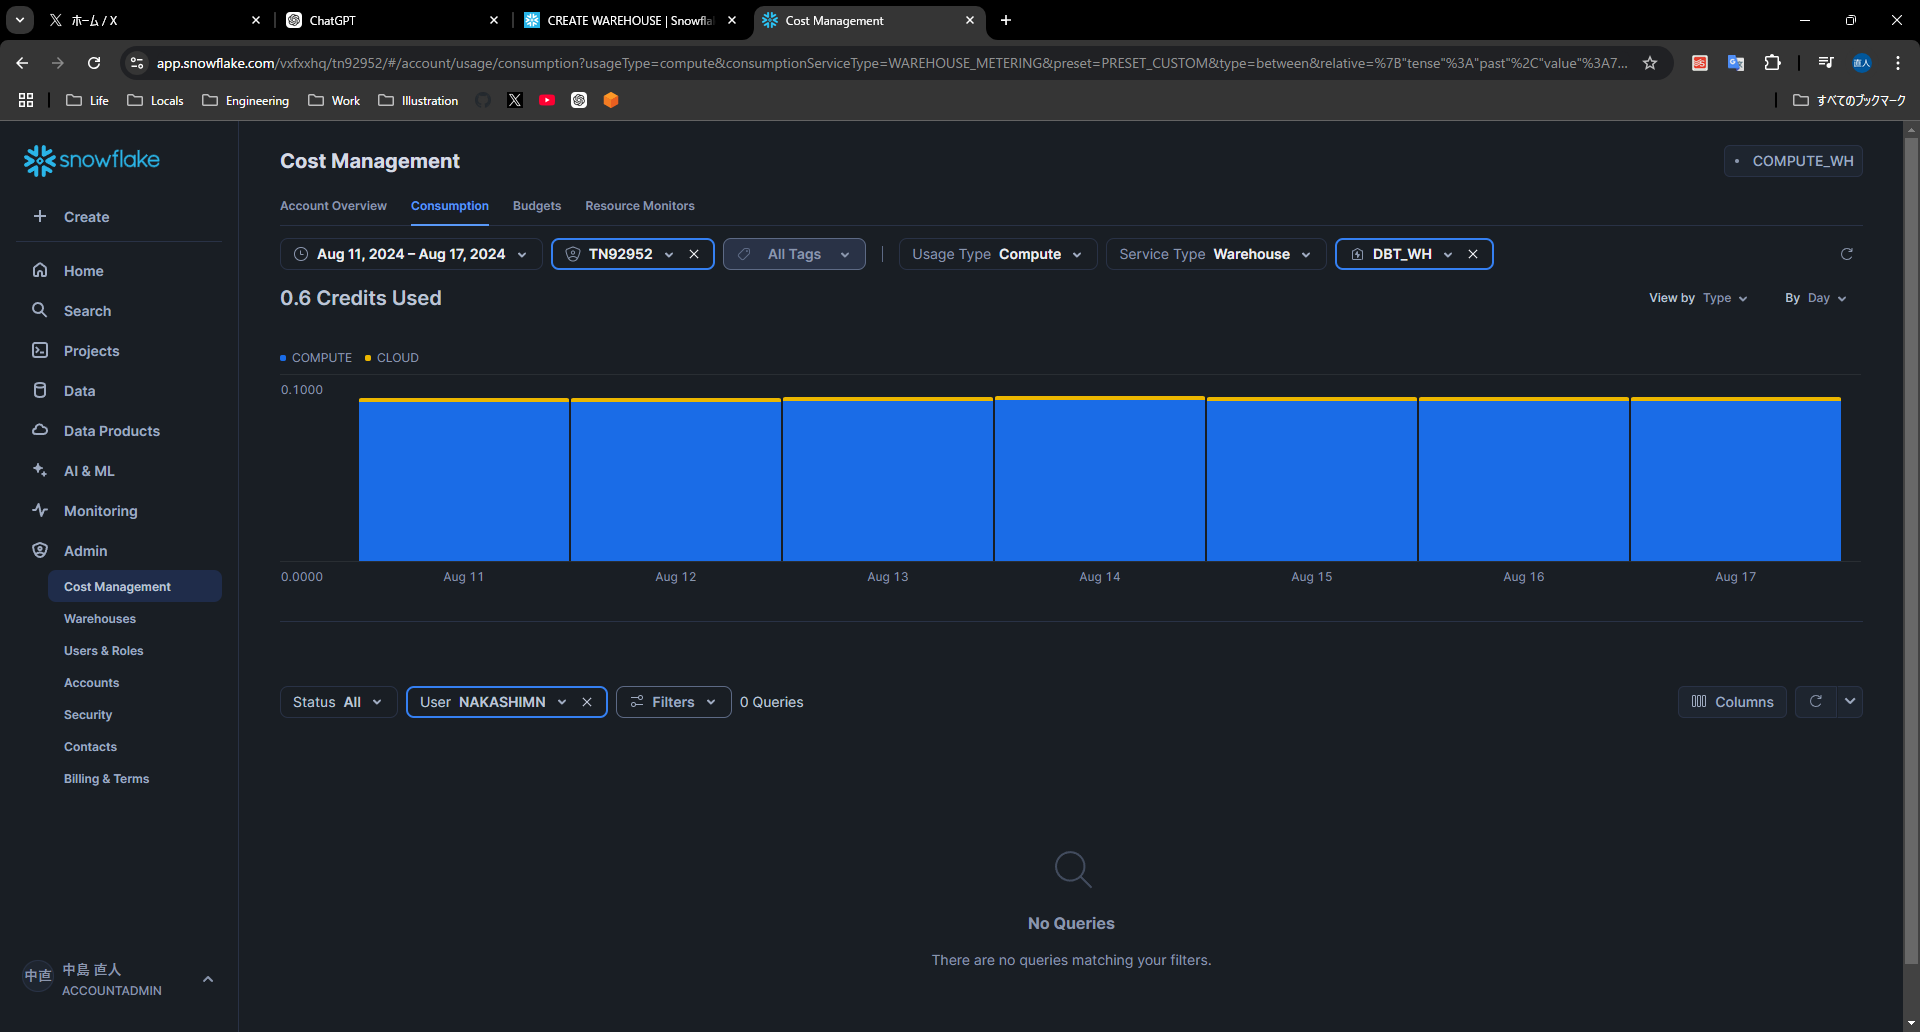 ホーム / X
ChatGPT
CREATE WAREHOUSE | Snowfla
Cost Management
app.snowflake.com/vxfxxhq/tn92952/#/account/usage/consumption?usageType=compute&consumptionServiceType=WAREHOUSE_METERING&preset=PRESET_CUSTOM&type=between&relative=%7B"tense"%3A"past"%2C"value"%3A7...
直人
Life
Locals
Engineering
Work
Illustration
すべてのブックマーク
snowflake
Create
Home
Search
Projects
Data
Data Products
AI & ML
Monitoring
Admin
Cost Management
Warehouses
Users & Roles
Accounts
Security
Contacts
Billing & Terms
中直
中島 直人
ACCOUNTADMIN
Cost Management
COMPUTE_WH
Account Overview
Consumption
Budgets
Resource Monitors
Aug 11, 2024 – Aug 17, 2024
TN92952
All Tags
Usage Type Compute
Service Type Warehouse
DBT_WH
0.6 Credits Used
View by Type
By Day
COMPUTE
CLOUD
0.1000
0.0000
Aug 11
Aug 12
Aug 13
Aug 14
Aug 15
Aug 16
Aug 17
Status All
User NAKASHIMN
Filters
0 Queries
Columns
No Queries
There are no queries matching your filters.